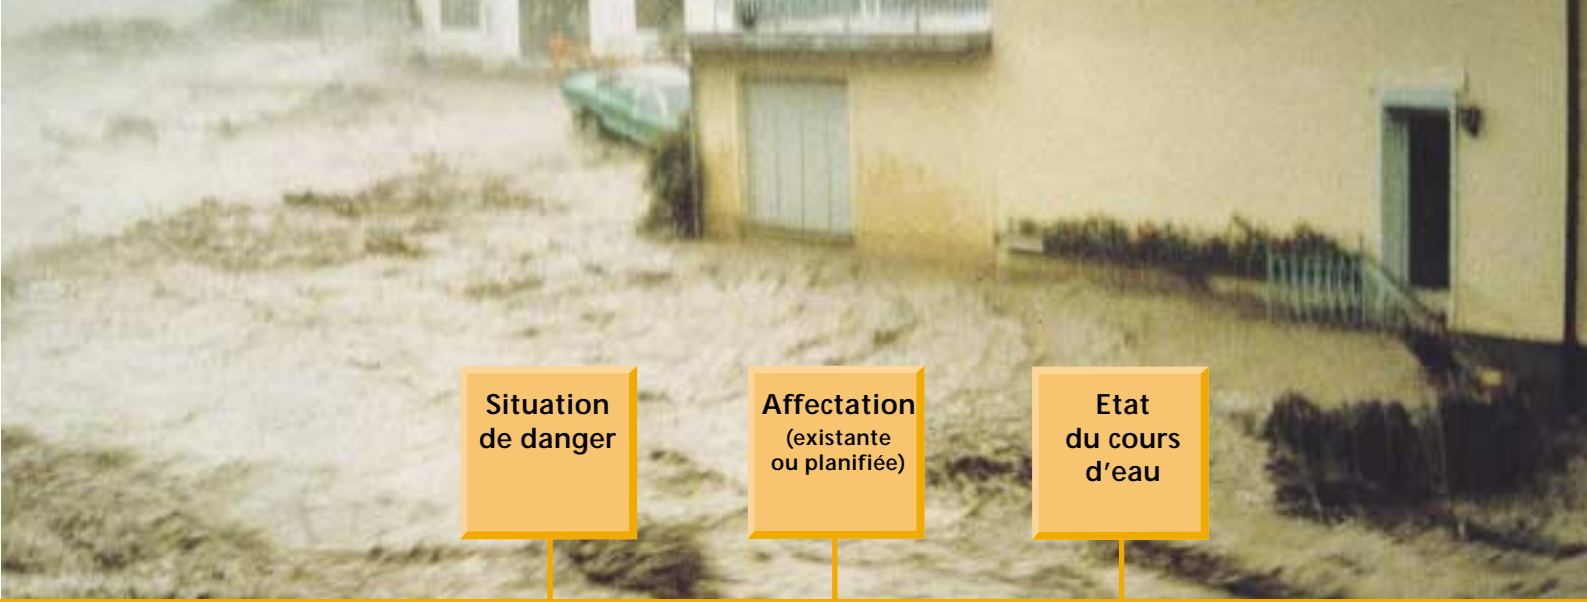 Situation
de danger
Affectation
(existante
ou planifiée)
Etat
du cours
d'eau